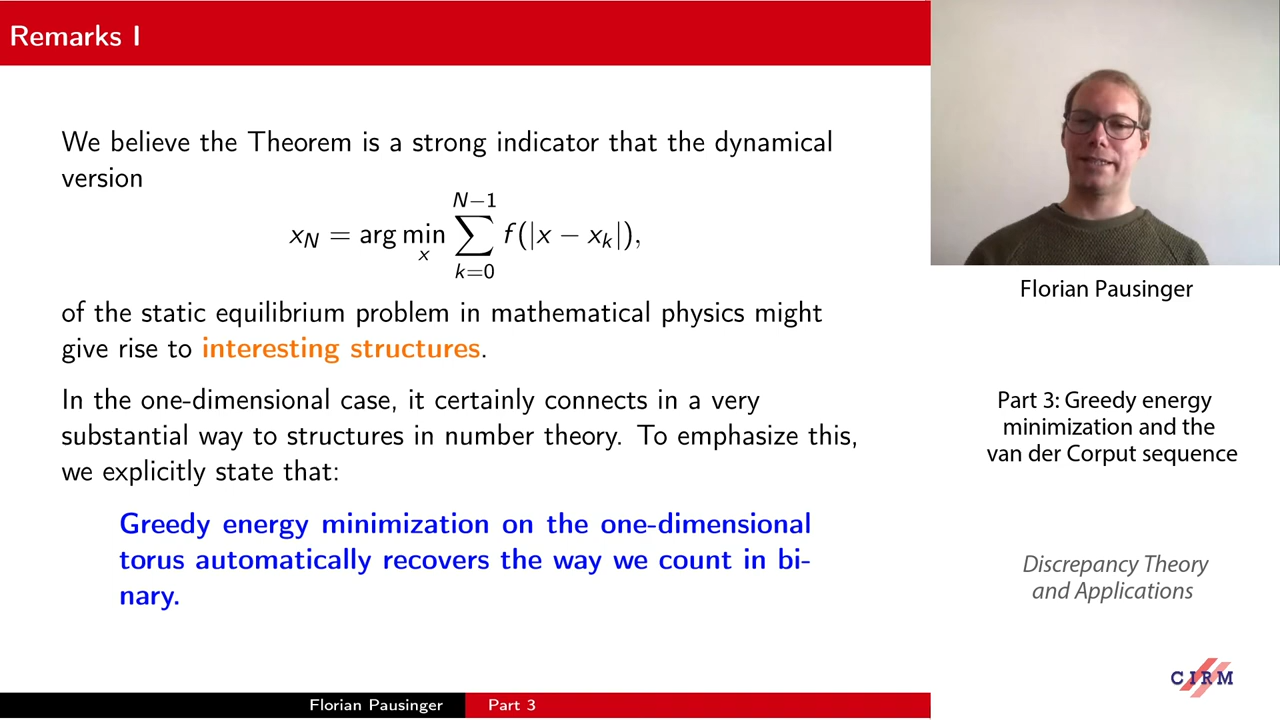 Remarks I
We believe the Theorem is a strong indicator that the dynamical
version
x_N = arg min_x ∑_{k=0}^{N−1} f(|x − x_k|),
of the static equilibrium problem in mathematical physics might
give rise to interesting structures.
In the one-dimensional case, it certainly connects in a very
substantial way to structures in number theory. To emphasize this,
we explicitly state that:
Greedy energy minimization on the one-dimensional
torus automatically recovers the way we count in bi-
nary.
Florian Pausinger Part 3
Florian Pausinger
Part 3: Greedy energy
minimization and the
van der Corput sequence
Discrepancy Theory
and Applications
CIRM